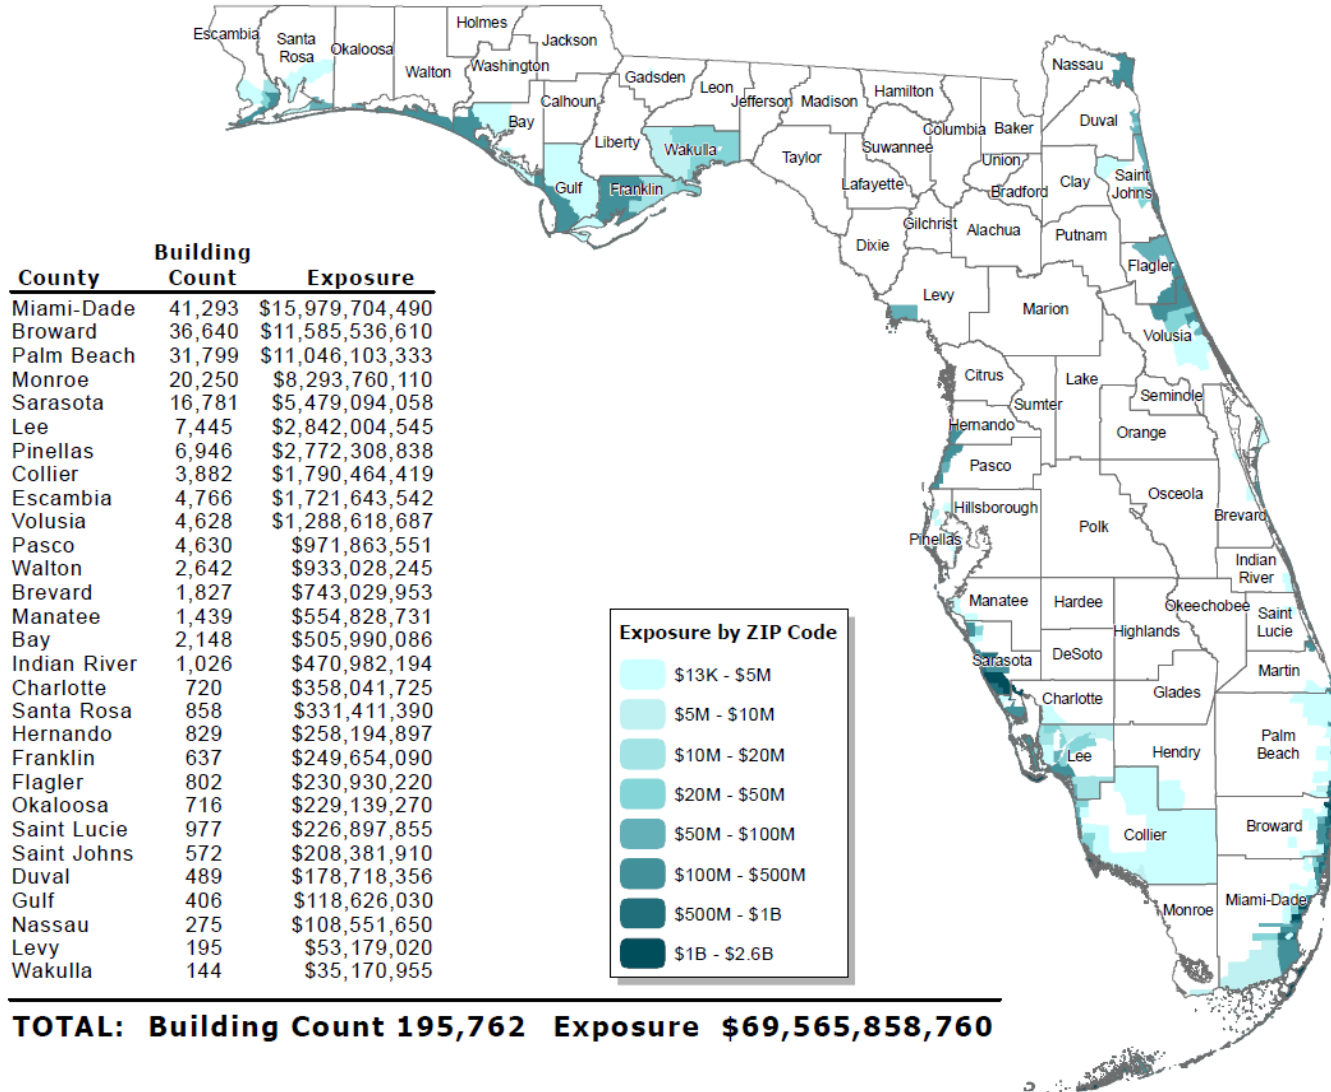 Escambia
Santa
Rosa
Okaloosa
Walton
Holmes
Washington
Jackson
Bay
Calhoun
Gulf
Liberty
Gadsden
Franklin
Leon
Wakulla
Jefferson
Madison
Taylor
Hamilton
Suwannee
Lafayette
Dixie
Columbia
Gilchrist
Baker
Union
Bradford
Alachua
Levy
Nassau
Duval
Clay
Saint
Johns
Putnam
Flagler
Marion
Volusia
Citrus
Lake
Sumter
Seminole
Hernando
Orange
Pasco
Osceola
Hillsborough
Polk
Brevard
Pinellas
Indian
River
Manatee
Hardee
Okeechobee
Saint
Lucie
Highlands
Sarasota
DeSoto
Martin
Charlotte
Glades
Lee
Hendry
Palm
Beach
Collier
Broward
Monroe
Miami-Dade
Building
County Count Exposure
Miami-Dade 41,293 $15,979,704,490
Broward 36,640 $11,585,536,610
Palm Beach 31,799 $11,046,103,333
Monroe 20,250 $8,293,760,110
Sarasota 16,781 $5,479,094,058
Lee 7,445 $2,842,004,545
Pinellas 6,946 $2,772,308,838
Collier 3,882 $1,790,464,419
Escambia 4,766 $1,721,643,542
Volusia 4,628 $1,288,618,687
Pasco 4,630 $971,863,551
Walton 2,642 $933,028,245
Brevard 1,827 $743,029,953
Manatee 1,439 $554,828,731
Bay 2,148 $505,990,086
Indian River 1,026 $470,982,194
Charlotte 720 $358,041,725
Santa Rosa 858 $331,411,390
Hernando 829 $258,194,897
Franklin 637 $249,654,090
Flagler 802 $230,930,220
Okaloosa 716 $229,139,270
Saint Lucie 977 $226,897,855
Saint Johns 572 $208,381,910
Duval 489 $178,718,356
Gulf 406 $118,626,030
Nassau 275 $108,551,650
Levy 195 $53,179,020
Wakulla 144 $35,170,955
Exposure by ZIP Code
$13K - $5M
$5M - $10M
$10M - $20M
$20M - $50M
$50M - $100M
$100M - $500M
$500M - $1B
$1B - $2.6B
TOTAL: Building Count 195,762 Exposure $69,565,858,760